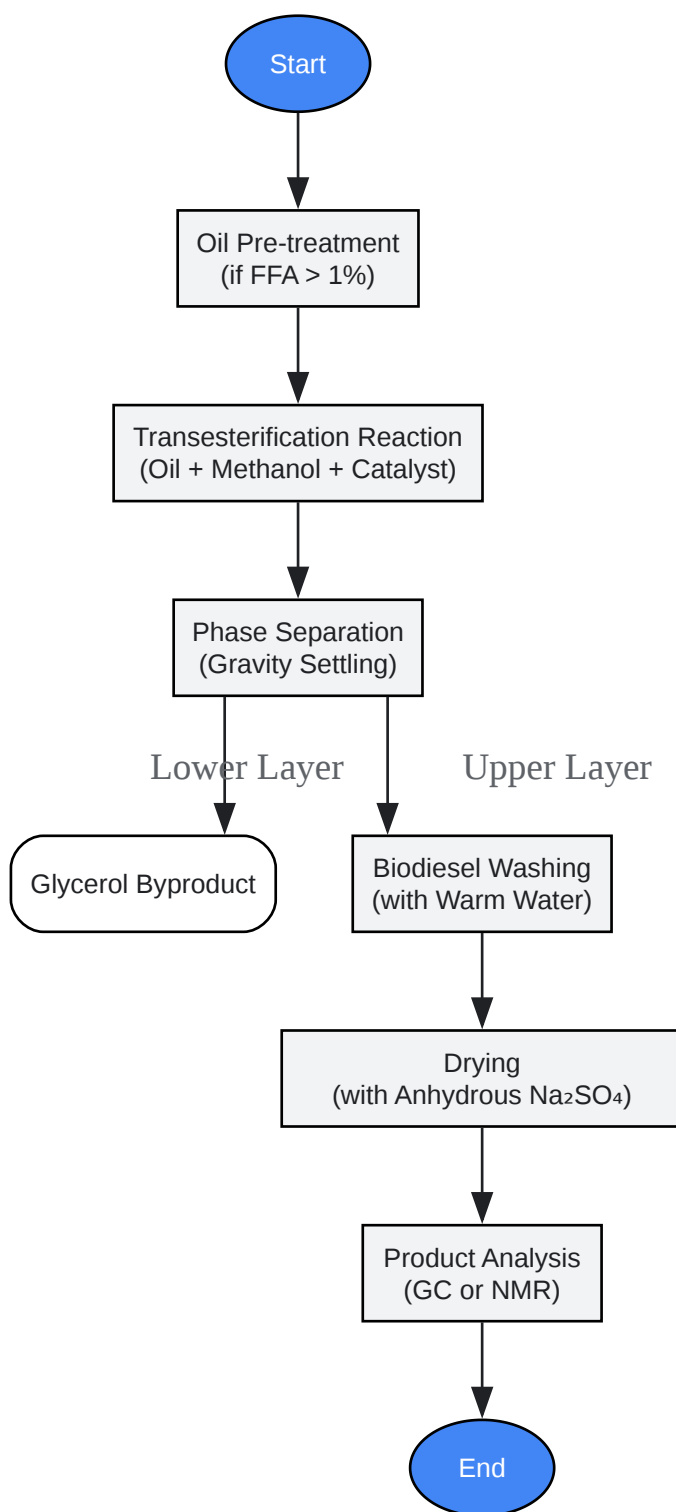 Start
Oil Pre-treatment
(if FFA > 1%)
Transesterification Reaction
(Oil + Methanol + Catalyst)
Phase Separation
(Gravity Settling)
Lower Layer
Upper Layer
Glycerol Byproduct
Biodiesel Washing
(with Warm Water)
Drying
(with Anhydrous Na₂SO₄)
Product Analysis
(GC or NMR)
End